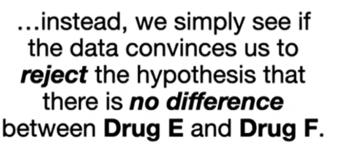 ...instead, we simply see if
the data convinces us to
reject the hypothesis that
there is no difference
between Drug E and Drug F.